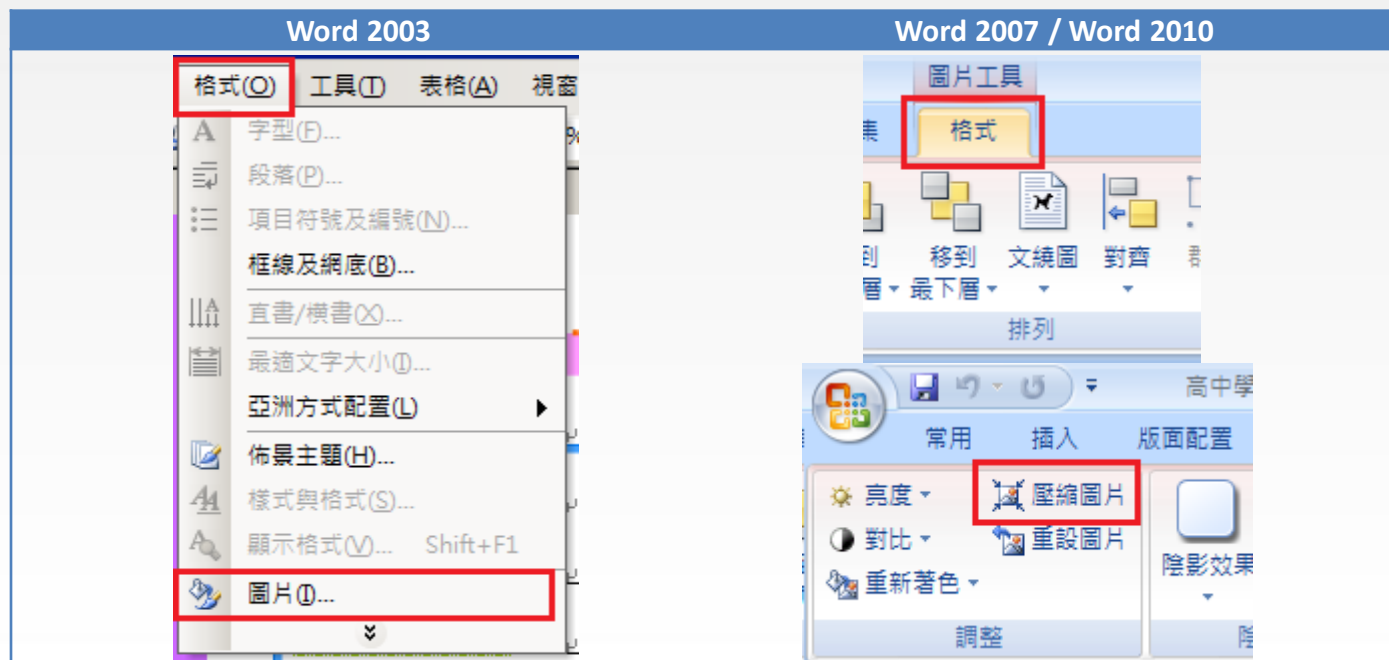 Word 2003
Word 2007 / Word 2010
格式(O) 工具(T) 表格(A) 視窗
A 字型(F)...
段落(P)...
項目符號及編號(N)...
框線及網底(B)...
直書/橫書(X)...
最適文字大小(I)...
亞洲方式配置(L)
佈景主題(H)...
樣式與格式(S)...
顯示格式(V)... Shift+F1
圖片(I)...
圖片工具
集 格式
到 移到 文繞圖 對齊 群
層 最下層
排列
高中學
常用 插入 版面配置
亮度 壓縮圖片
對比 重設圖片
重新著色
陰影效果
調整